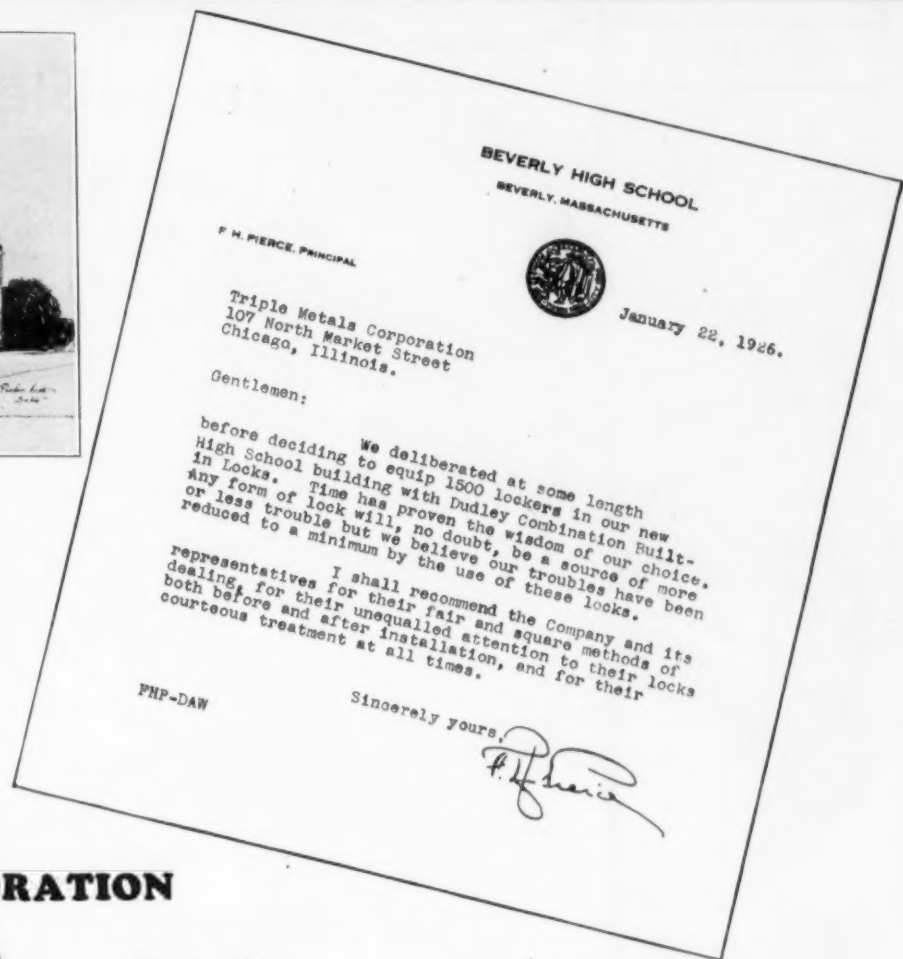 BEVERLY HIGH SCHOOL
BEVERLY, MASSACHUSETTS
F H. PIERCE, PRINCIPAL
January 22, 1926.
Triple Metals Corporation
107 North Market Street
Chicago, Illinois.
Gentlemen:
We deliberated at some length
before deciding to equip 1500 lockers in our new
High School building with Dudley Combination Built-
in Locks. Time has proven the wisdom of our choice.
Any form of lock will, no doubt, be a source of more
or less trouble but we believe our troubles have been
reduced to a minimum by the use of these locks.
I shall recommend the Company and its
representatives for their fair and square methods of
dealing, for their unequalled attention to their locks
both before and after installation, and for their
courteous treatment at all times.
Sincerely yours,
FHP-DAW
F. H. Pierce
RATION